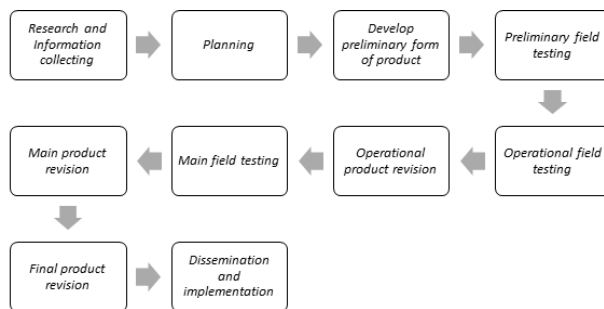 Research and
Information
collecting
Planning
Develop
preliminary form
of product
Preliminary field
testing
Operational field
testing
Operational
product revision
Main field testing
Main product
revision
Final product
revision
Dissemination
and
implementation